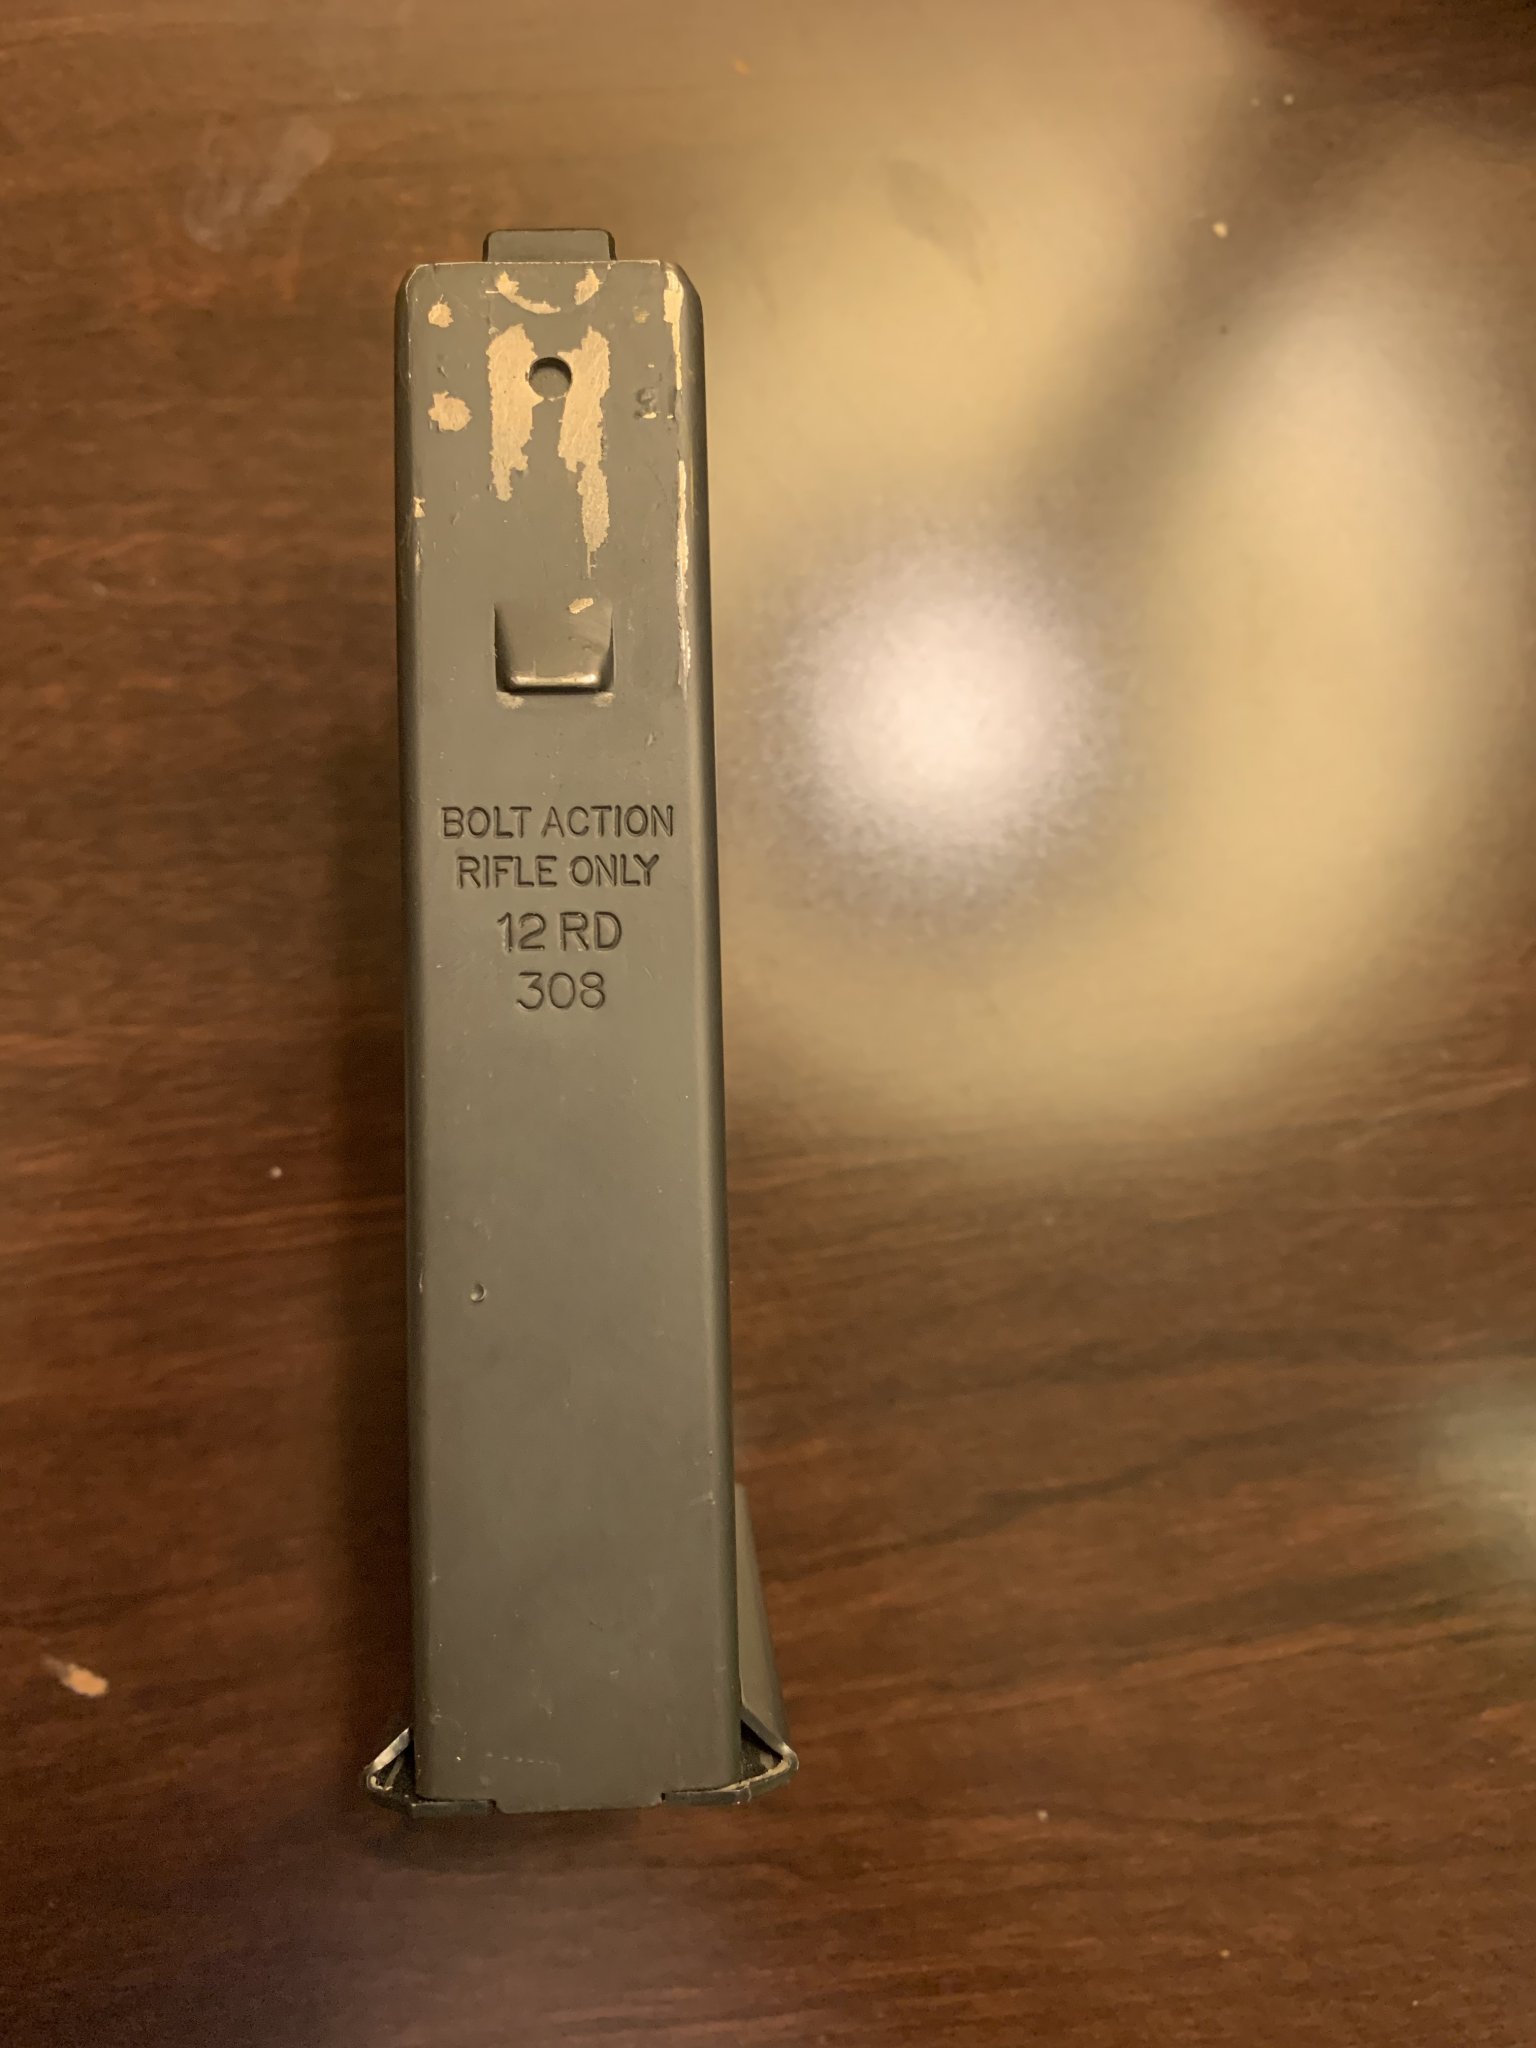 BOLT ACTION
RIFLE ONLY
12 RD
308